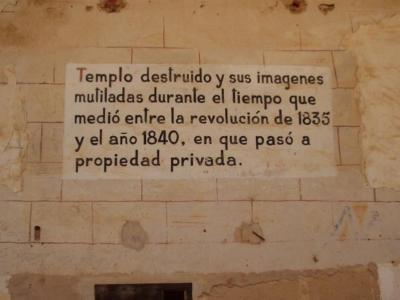 Templo destruido y sus imagenes
mutiladas durante el tiempo que
medió entre la revolución de 1835
y el año 1840, en que pasó a
propiedad privada.